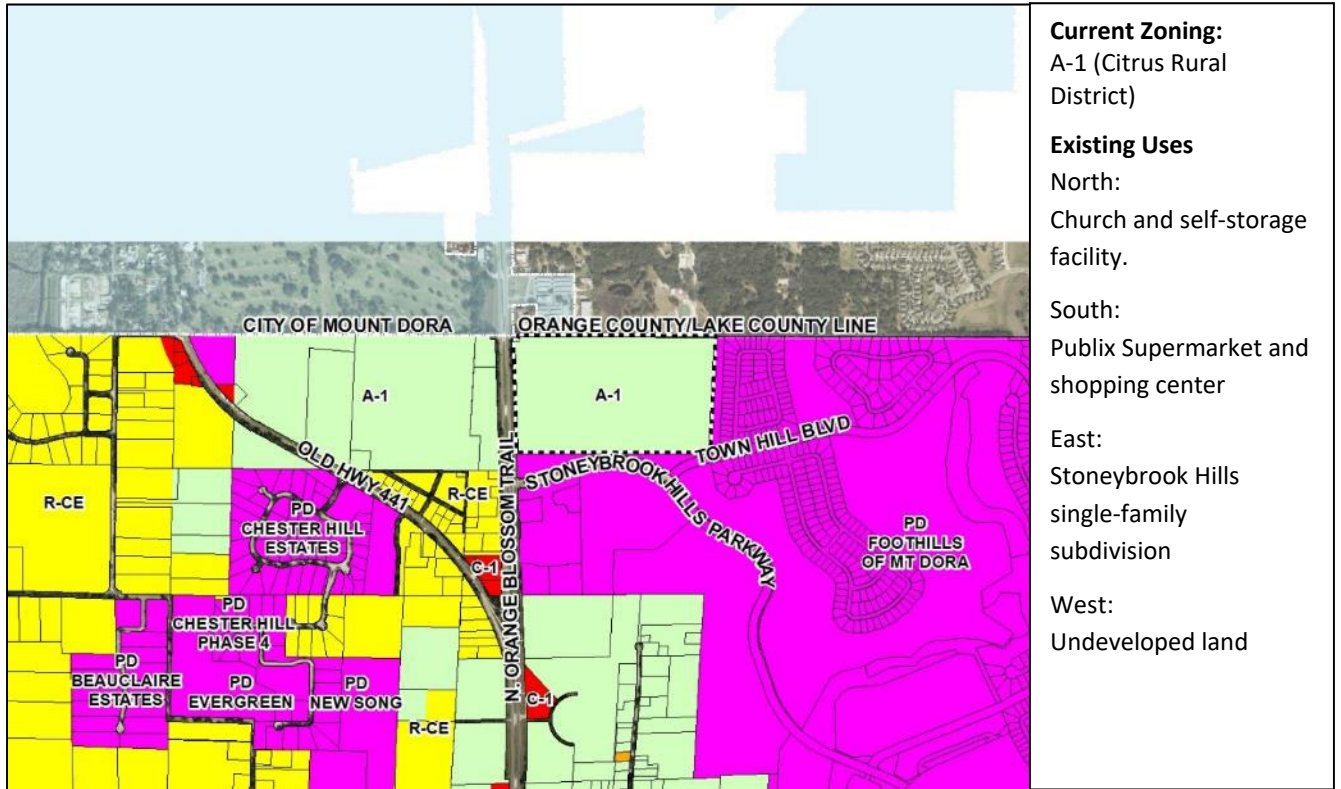 CITY OF MOUNT DORA
ORANGE COUNTY/LAKE COUNTY LINE
A-1
A-1
OLD HWY 441
N. ORANGE BLOSSOM TRAIL
STONEYBROOK HILLS PARKWAY
TOWN HILL BLVD
R-CE
R-CE
PD
CHESTER HILL
ESTATES
C-1
PD
FOOTHILLS
OF MT DORA
PD
CHESTER HILL
PHASE 4
PD
BEAUCLAIRE
ESTATES
PD
EVERGREEN
PD
NEW SONG
R-CE
C-1
Current Zoning:
A-1 (Citrus Rural
District)
Existing Uses
North:
Church and self-storage
facility.
South:
Publix Supermarket and
shopping center
East:
Stoneybrook Hills
single-family
subdivision
West:
Undeveloped land